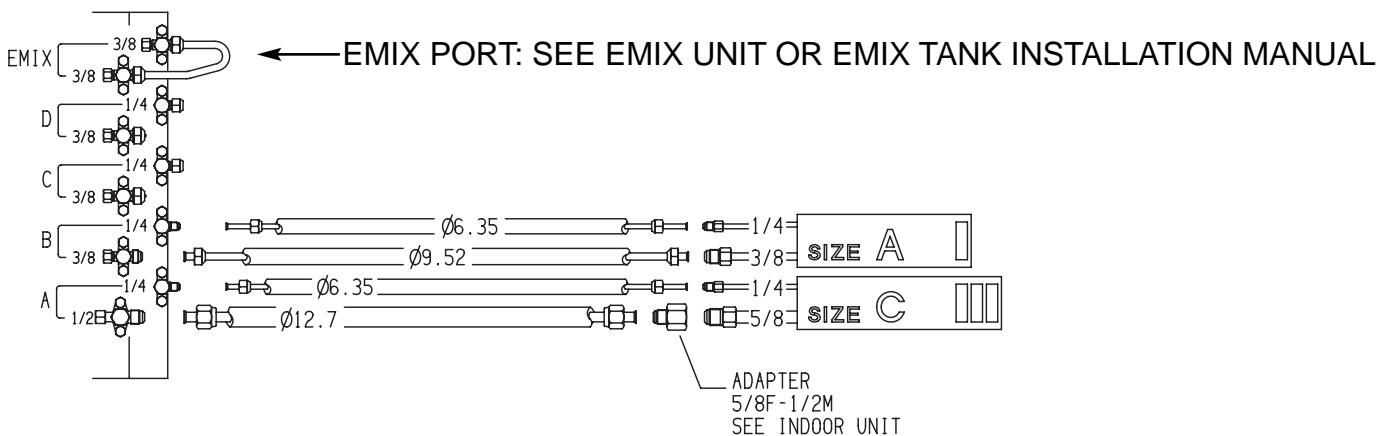 EMIX PORT: SEE EMIX UNIT OR EMIX TANK INSTALLATION MANUAL
EMIX
3/8
3/8
D
1/4
3/8
C
1/4
3/8
B
1/4
3/8
A
1/4
1/2
Ø6.35
Ø9.52
Ø6.35
Ø12.7
1/4
3/8
SIZE A
1/4
5/8
SIZE C
ADAPTER
5/8F-1/2M
SEE INDOOR UNIT